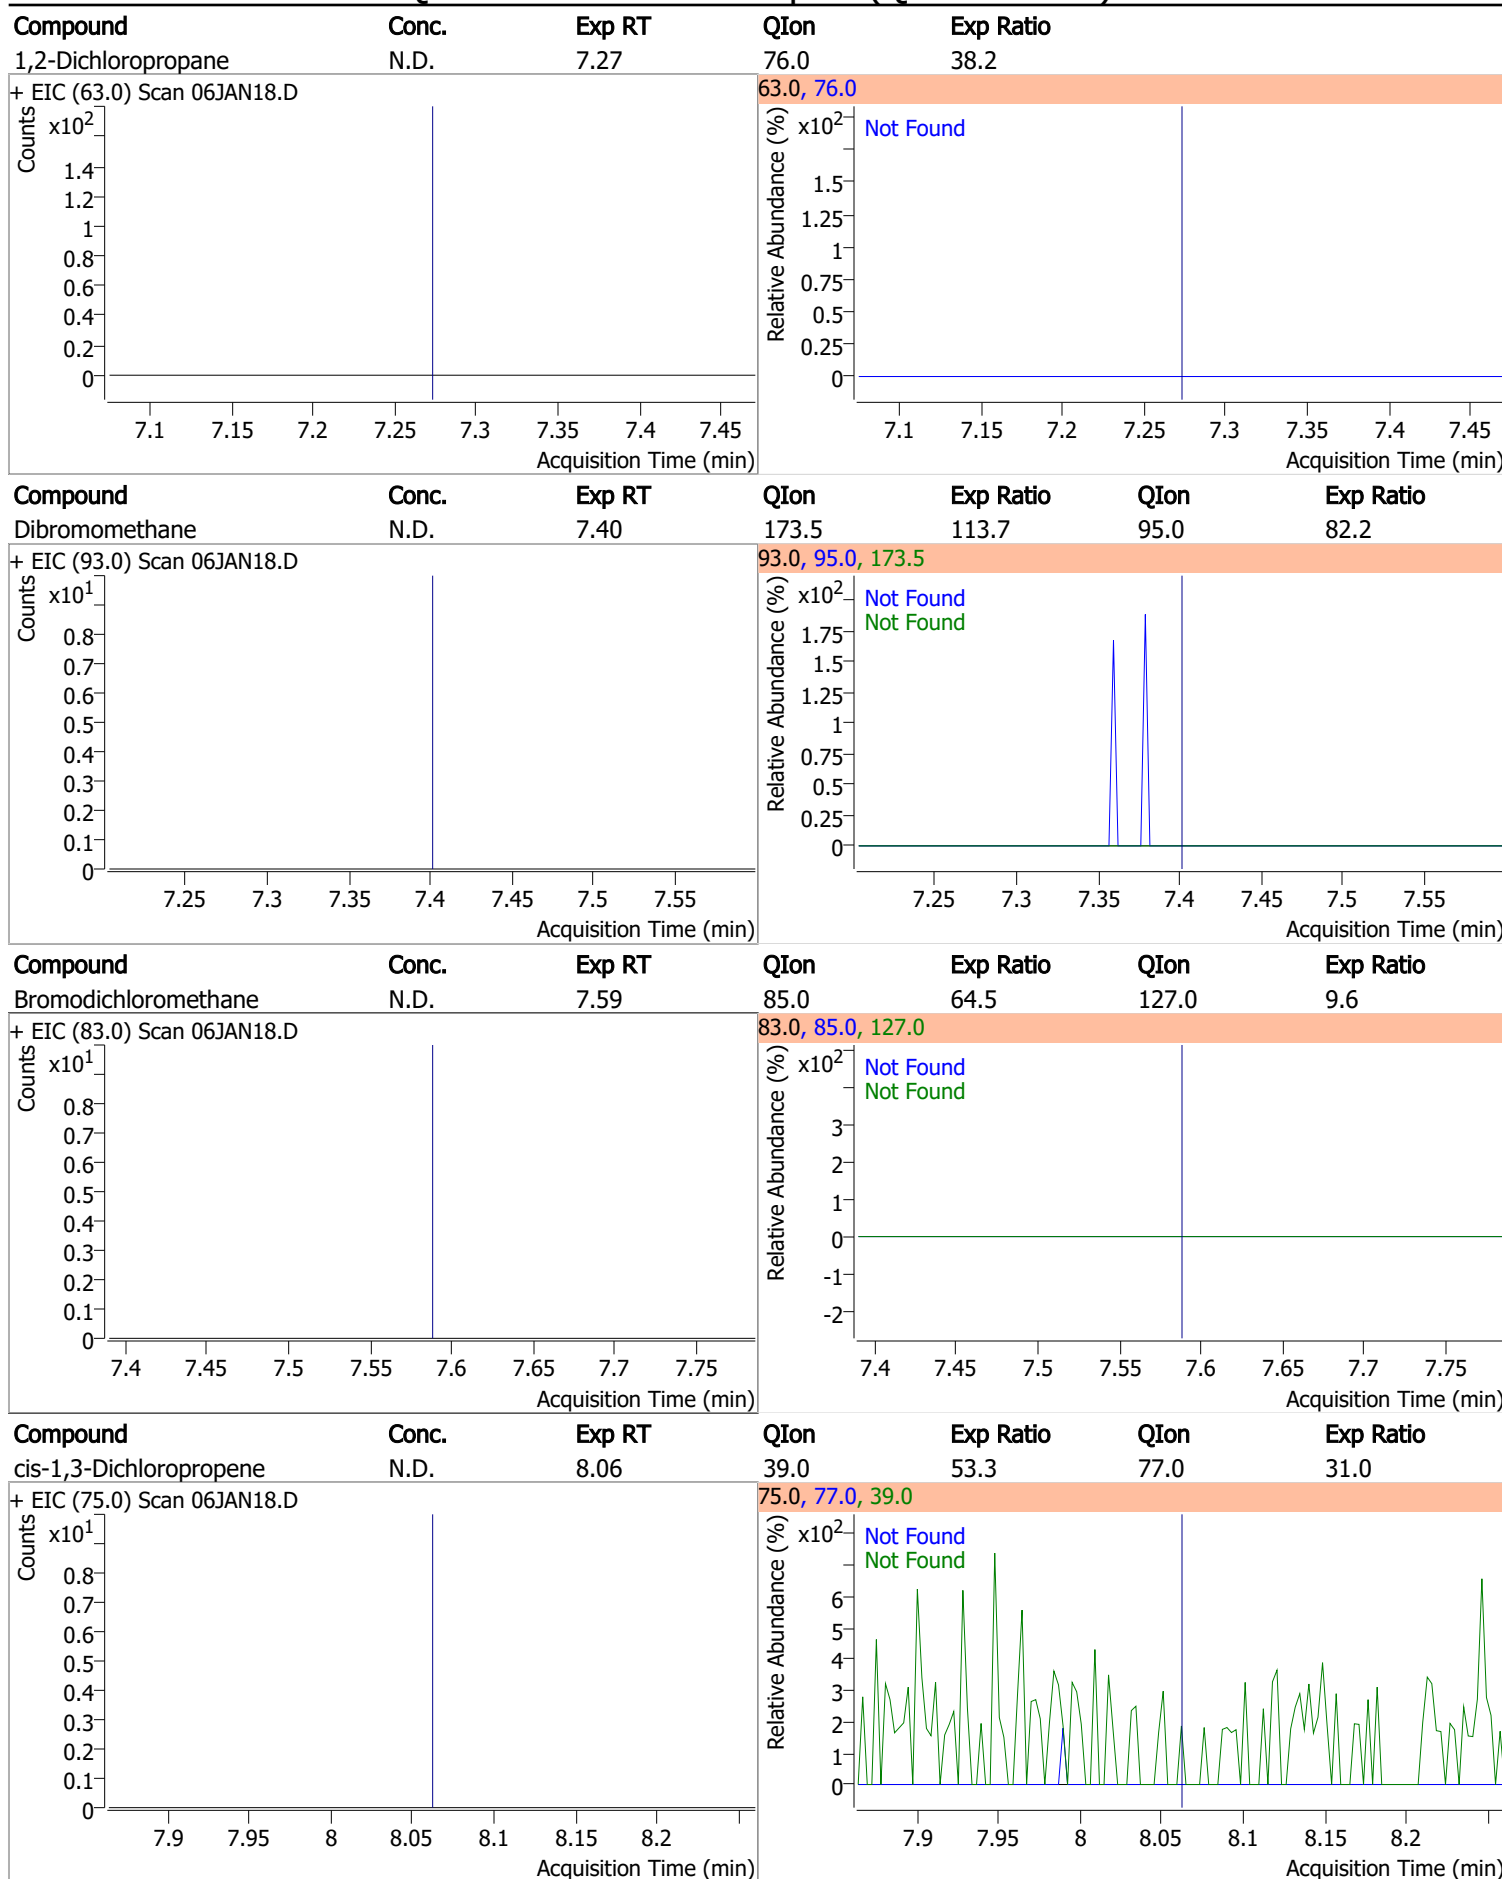 Compound Conc. Exp RT QIon Exp Ratio
1,2-Dichloropropane N.D. 7.27 76.0 38.2
+ EIC (63.0) Scan 06JAN18.D
63.0, 76.0
Counts
x10^2
1.4
1.2
1
0.8
0.6
0.4
0.2
0
7.1 7.15 7.2 7.25 7.3 7.35 7.4 7.45
Acquisition Time (min)
Relative Abundance (%)
x10^2
Not Found
1.5
1.25
1
0.75
0.5
0.25
0
7.1 7.15 7.2 7.25 7.3 7.35 7.4 7.45
Acquisition Time (min)
Compound Conc. Exp RT QIon Exp Ratio QIon Exp Ratio
Dibromomethane N.D. 7.40 173.5 113.7 95.0 82.2
+ EIC (93.0) Scan 06JAN18.D
93.0, 95.0, 173.5
Counts
x10^1
0.8
0.7
0.6
0.5
0.4
0.3
0.2
0.1
0
7.25 7.3 7.35 7.4 7.45 7.5 7.55
Acquisition Time (min)
Relative Abundance (%)
x10^2
Not Found
Not Found
1.75
1.5
1.25
1
0.75
0.5
0.25
0
7.25 7.3 7.35 7.4 7.45 7.5 7.55
Acquisition Time (min)
Compound Conc. Exp RT QIon Exp Ratio QIon Exp Ratio
Bromodichloromethane N.D. 7.59 85.0 64.5 127.0 9.6
+ EIC (83.0) Scan 06JAN18.D
83.0, 85.0, 127.0
Counts
x10^1
0.8
0.7
0.6
0.5
0.4
0.3
0.2
0.1
0
7.4 7.45 7.5 7.55 7.6 7.65 7.7 7.75
Acquisition Time (min)
Relative Abundance (%)
x10^2
Not Found
Not Found
3
2
1
0
-1
-2
7.4 7.45 7.5 7.55 7.6 7.65 7.7 7.75
Acquisition Time (min)
Compound Conc. Exp RT QIon Exp Ratio QIon Exp Ratio
cis-1,3-Dichloropropene N.D. 8.06 39.0 53.3 77.0 31.0
+ EIC (75.0) Scan 06JAN18.D
75.0, 77.0, 39.0
Counts
x10^1
0.8
0.7
0.6
0.5
0.4
0.3
0.2
0.1
0
7.9 7.95 8 8.05 8.1 8.15 8.2
Acquisition Time (min)
Relative Abundance (%)
x10^2
Not Found
Not Found
6
5
4
3
2
1
0
7.9 7.95 8 8.05 8.1 8.15 8.2
Acquisition Time (min)